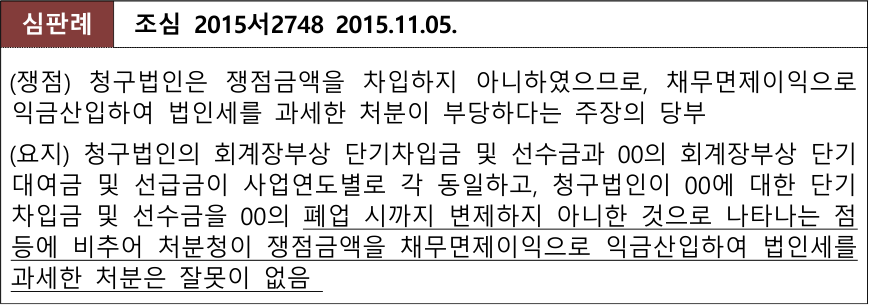 심판례 조심 2015서2748 2015.11.05.
(쟁점) 청구법인은 쟁점금액을 차입하지 아니하였으므로, 채무면제이익으로
익금산입하여 법인세를 과세한 처분이 부당하다는 주장의 당부
(요지) 청구법인의 회계장부상 단기차입금 및 선수금과 00의 회계장부상 단기
대여금 및 선급금이 사업연도별로 각 동일하고, 청구법인이 00에 대한 단기
차입금 및 선수금을 00의 폐업 시까지 변제하지 아니한 것으로 나타나는 점
등에 비추어 처분청이 쟁점금액을 채무면제이익으로 익금산입하여 법인세를
과세한 처분은 잘못이 없음